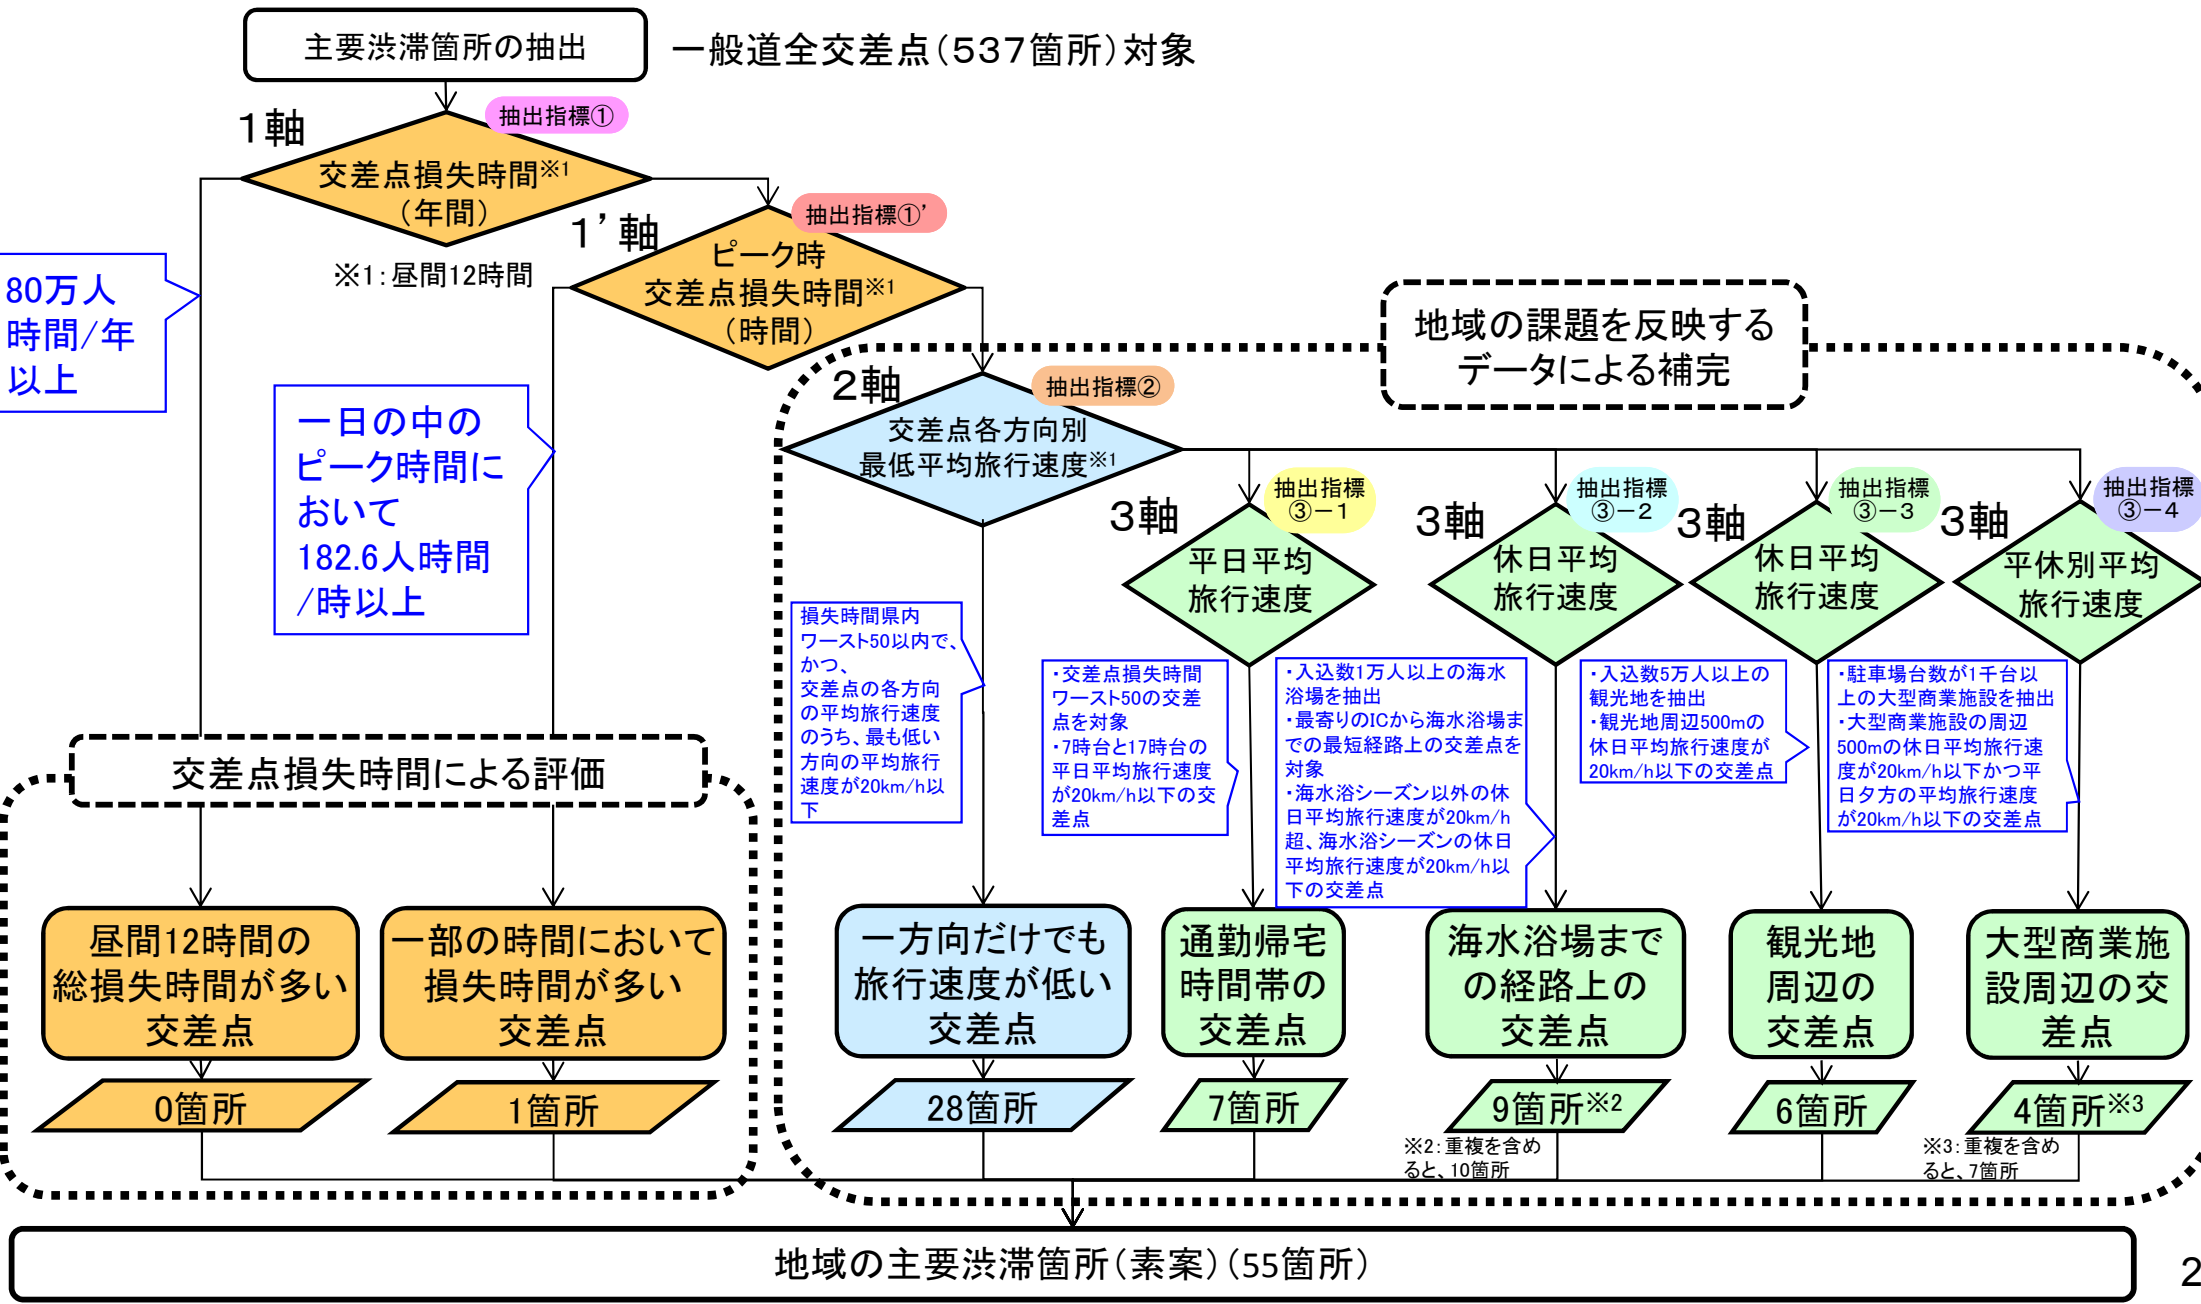 主要渋滞箇所の抽出
一般道全交差点(537箇所)対象
1軸
抽出指標①
交差点損失時間※1
(年間)
※1:昼間12時間
80万人
時間/年
以上
1’軸
抽出指標①’
ピーク時
交差点損失時間※1
(時間)
一日の中の
ピーク時間に
おいて
182.6人時間
/時以上
地域の課題を反映する
データによる補完
2軸
抽出指標②
交差点各方向別
最低平均旅行速度※1
損失時間県内
ワースト50以内で、
かつ、
交差点の各方向
の平均旅行速度
のうち、最も低い
方向の平均旅行
速度が20km/h以
下
3軸
抽出指標
③-1
平日平均
旅行速度
・交差点損失時間
ワースト50の交差
点を対象
・7時台と17時台の
平日平均旅行速度
が20km/h以下の交
差点
3軸
抽出指標
③-2
休日平均
旅行速度
・入込数1万人以上の海水
浴場を抽出
・最寄りのICから海水浴場ま
での最短経路上の交差点を
対象
・海水浴シーズン以外の休
日平均旅行速度が20km/h
超、海水浴シーズンの休日
平均旅行速度が20km/h以
下の交差点
3軸
抽出指標
③-3
休日平均
旅行速度
・入込数5万人以上の
観光地を抽出
・観光地周辺500mの
休日平均旅行速度が
20km/h以下の交差点
3軸
抽出指標
③-4
平休別平均
旅行速度
・駐車場台数が1千台以
上の大型商業施設を抽出
・大型商業施設の周辺
500mの休日平均旅行速
度が20km/h以下かつ平
日夕方の平均旅行速度
が20km/h以下の交差点
交差点損失時間による評価
昼間12時間の
総損失時間が多い
交差点
0箇所
一部の時間において
損失時間が多い
交差点
1箇所
一方向だけでも
旅行速度が低い
交差点
28箇所
通勤帰宅
時間帯の
交差点
7箇所
海水浴場まで
の経路上の
交差点
9箇所※2
※2:重複を含め
ると、10箇所
観光地
周辺の
交差点
6箇所
大型商業施
設周辺の交
差点
4箇所※3
※3:重複を含め
ると、7箇所
地域の主要渋滞箇所(素案)(55箇所)
2